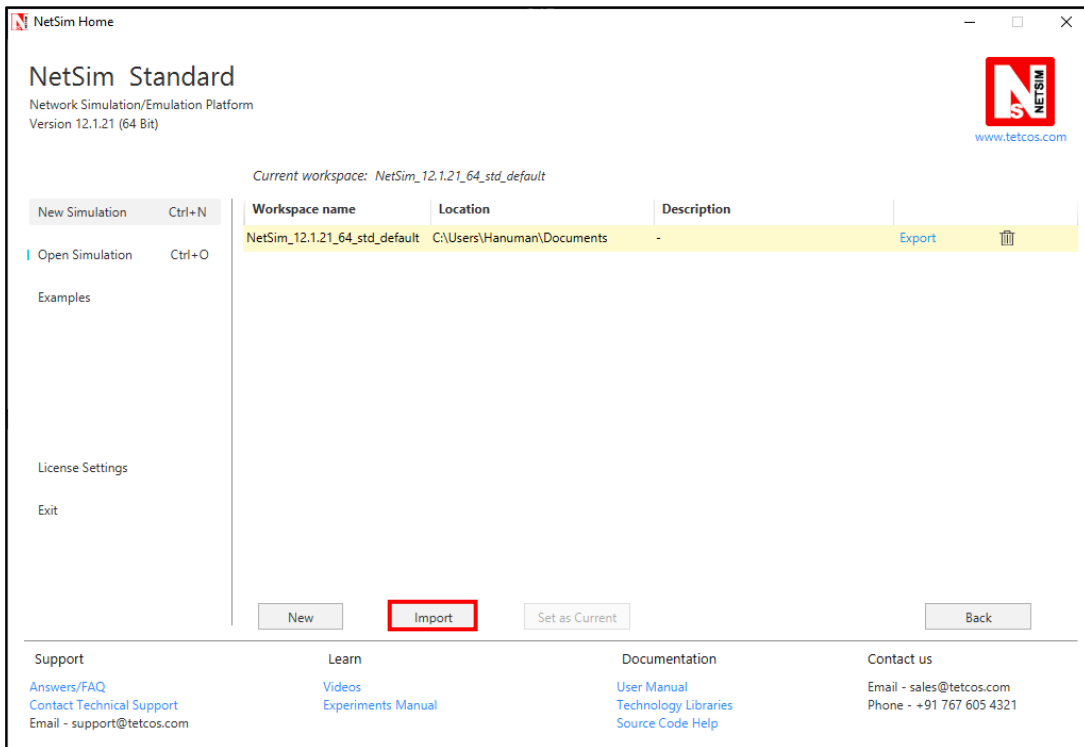 NetSim Home
NetSim Standard
Network Simulation/Emulation Platform
Version 12.1.21 (64 Bit)
NETSIM
N
S
www.tetcos.com
Current workspace: NetSim_12.1.21_64_std_default
New Simulation Ctrl+N
Open Simulation Ctrl+O
Examples
License Settings
Exit
Workspace name Location Description
NetSim_12.1.21_64_std_default C:\Users\Hanuman\Documents - Export
New Import Set as Current Back
Support
Answers/FAQ
Contact Technical Support
Email - support@tetcos.com
Learn
Videos
Experiments Manual
Documentation
User Manual
Technology Libraries
Source Code Help
Contact us
Email - sales@tetcos.com
Phone - +91 767 605 4321